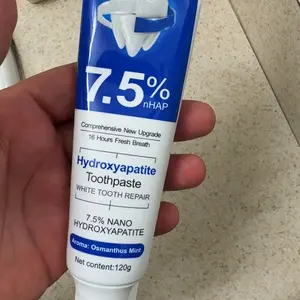 7.5%
nHAP
Comprehensive New Upgrade
16 Hours Fresh Breath
Hydroxyapatite
Toothpaste
WHITE TOOTH REPAIR
7.5% NANO
HYDROXYAPATITE
Aroma: Osmanthus Mint
Net content:120g